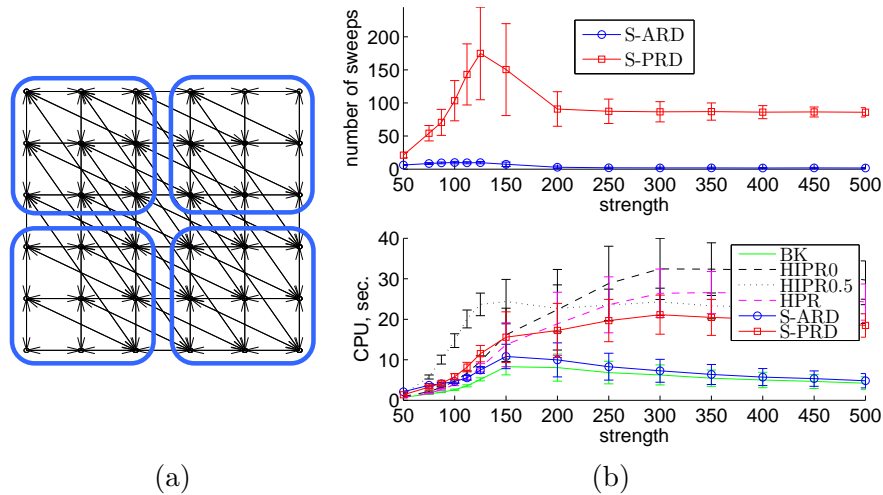 number of sweeps
200
150
100
50
0
S-ARD
S-PRD
50 100 150 200 250 300 350 400 450 500
strength
CPU, sec.
40
30
20
10
0
BK
HIPR0
HIPR0.5
HPR
S-ARD
S-PRD
50 100 150 200 250 300 350 400 450 500
strength
(a)
(b)